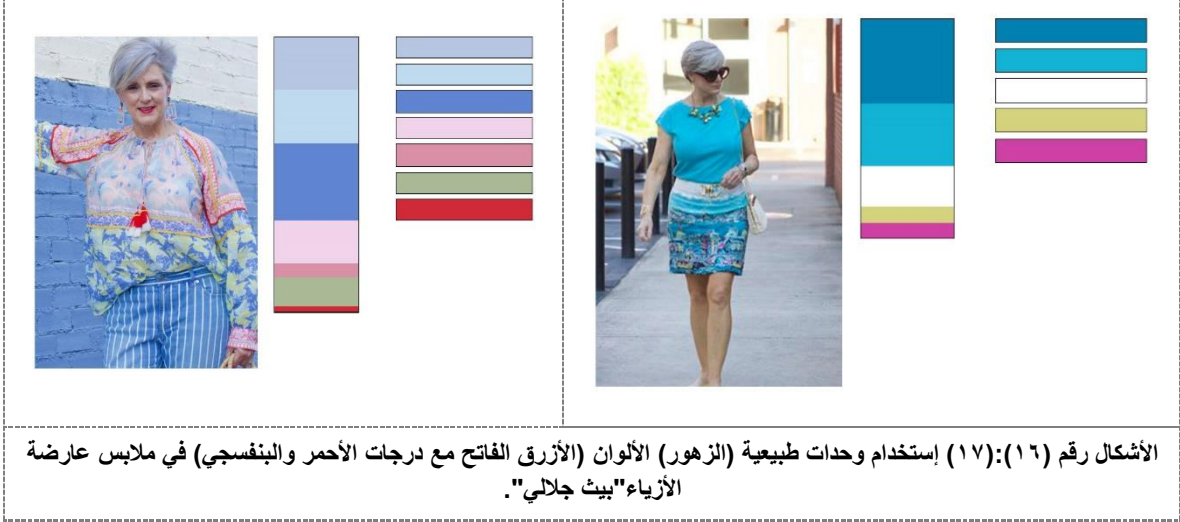 الأشكال رقم (١٦):(١٧) إستخدام وحدات طبيعية (الزهور) الألوان (الأزرق الفاتح مع درجات الأحمر والبنفسجي) في ملابس عارضة
الأزياء"بيث جلالي".